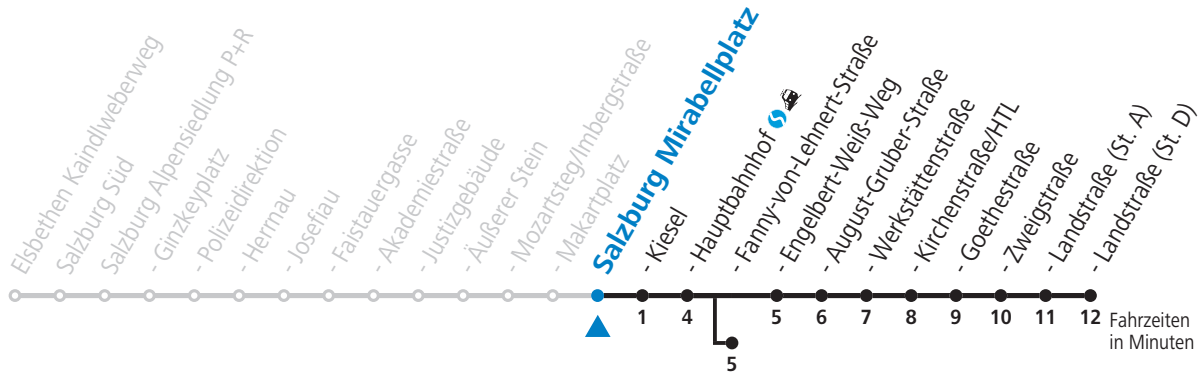 Elsbethen Kaindlweberweg
Salzburg Süd
Salzburg Alpensiedlung P+R
- Ginzkeyplatz
- Polizeidirektion
- Hernau
- Josefiau
- Faistauergasse
- Akademiestraße
- Justizgebäude
- Äußerer Stein
- Mozartsteg/Imbergstraße
- Makartplatz
Salzburg Mirabellplatz
- Kiesel
- Hauptbahnhof
- Fanny-von-Lehnert-Straße
- Engelbert-Weiß-Weg
- August-Gruber-Straße
- Werkstättenstraße
- Kirchenstraße/HTL
- Goethestraße
- Zweigstraße
- Landstraße (St. A)
- Landstraße (St. D)
1 4 5 6 7 8 9 10 11 12
Fahrzeiten
in Minuten
5